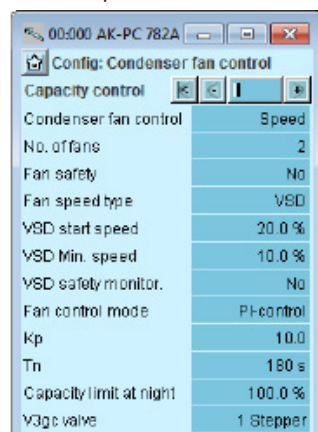 00:000 AK-PC 782A
Config: Condenser fan control
Capacity control
Condenser fan control Speed
No. of fans 2
Fan safety No
Fan speed type VSD
VSD start speed 20.0 %
VSD Min. speed 10.0 %
VSD safety monitor. No
Fan control mode PI-control
Kp 10.0
Tn 180 s
Capacity limit at night 100.0 %
V3gc valve 1 Stepper